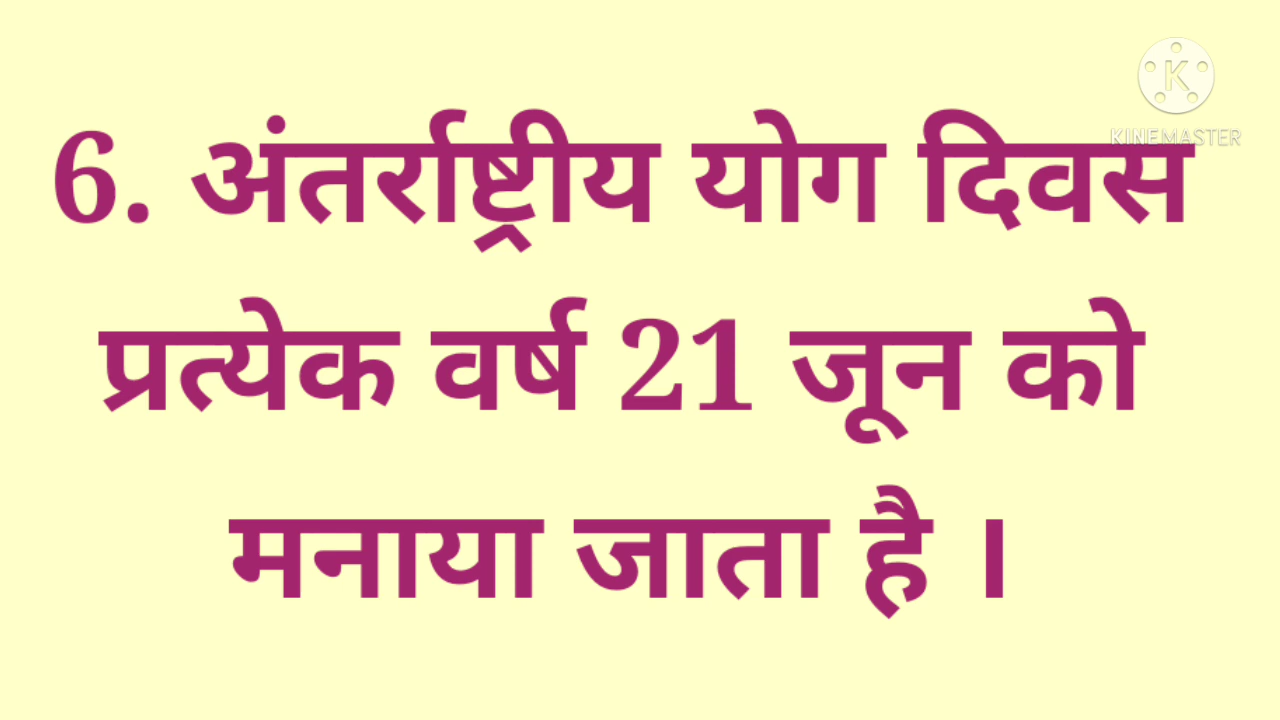 KINEMASTER
6. अंतर्राष्ट्रीय योग दिवस
प्रत्येक वर्ष 21 जून को
मनाया जाता है ।